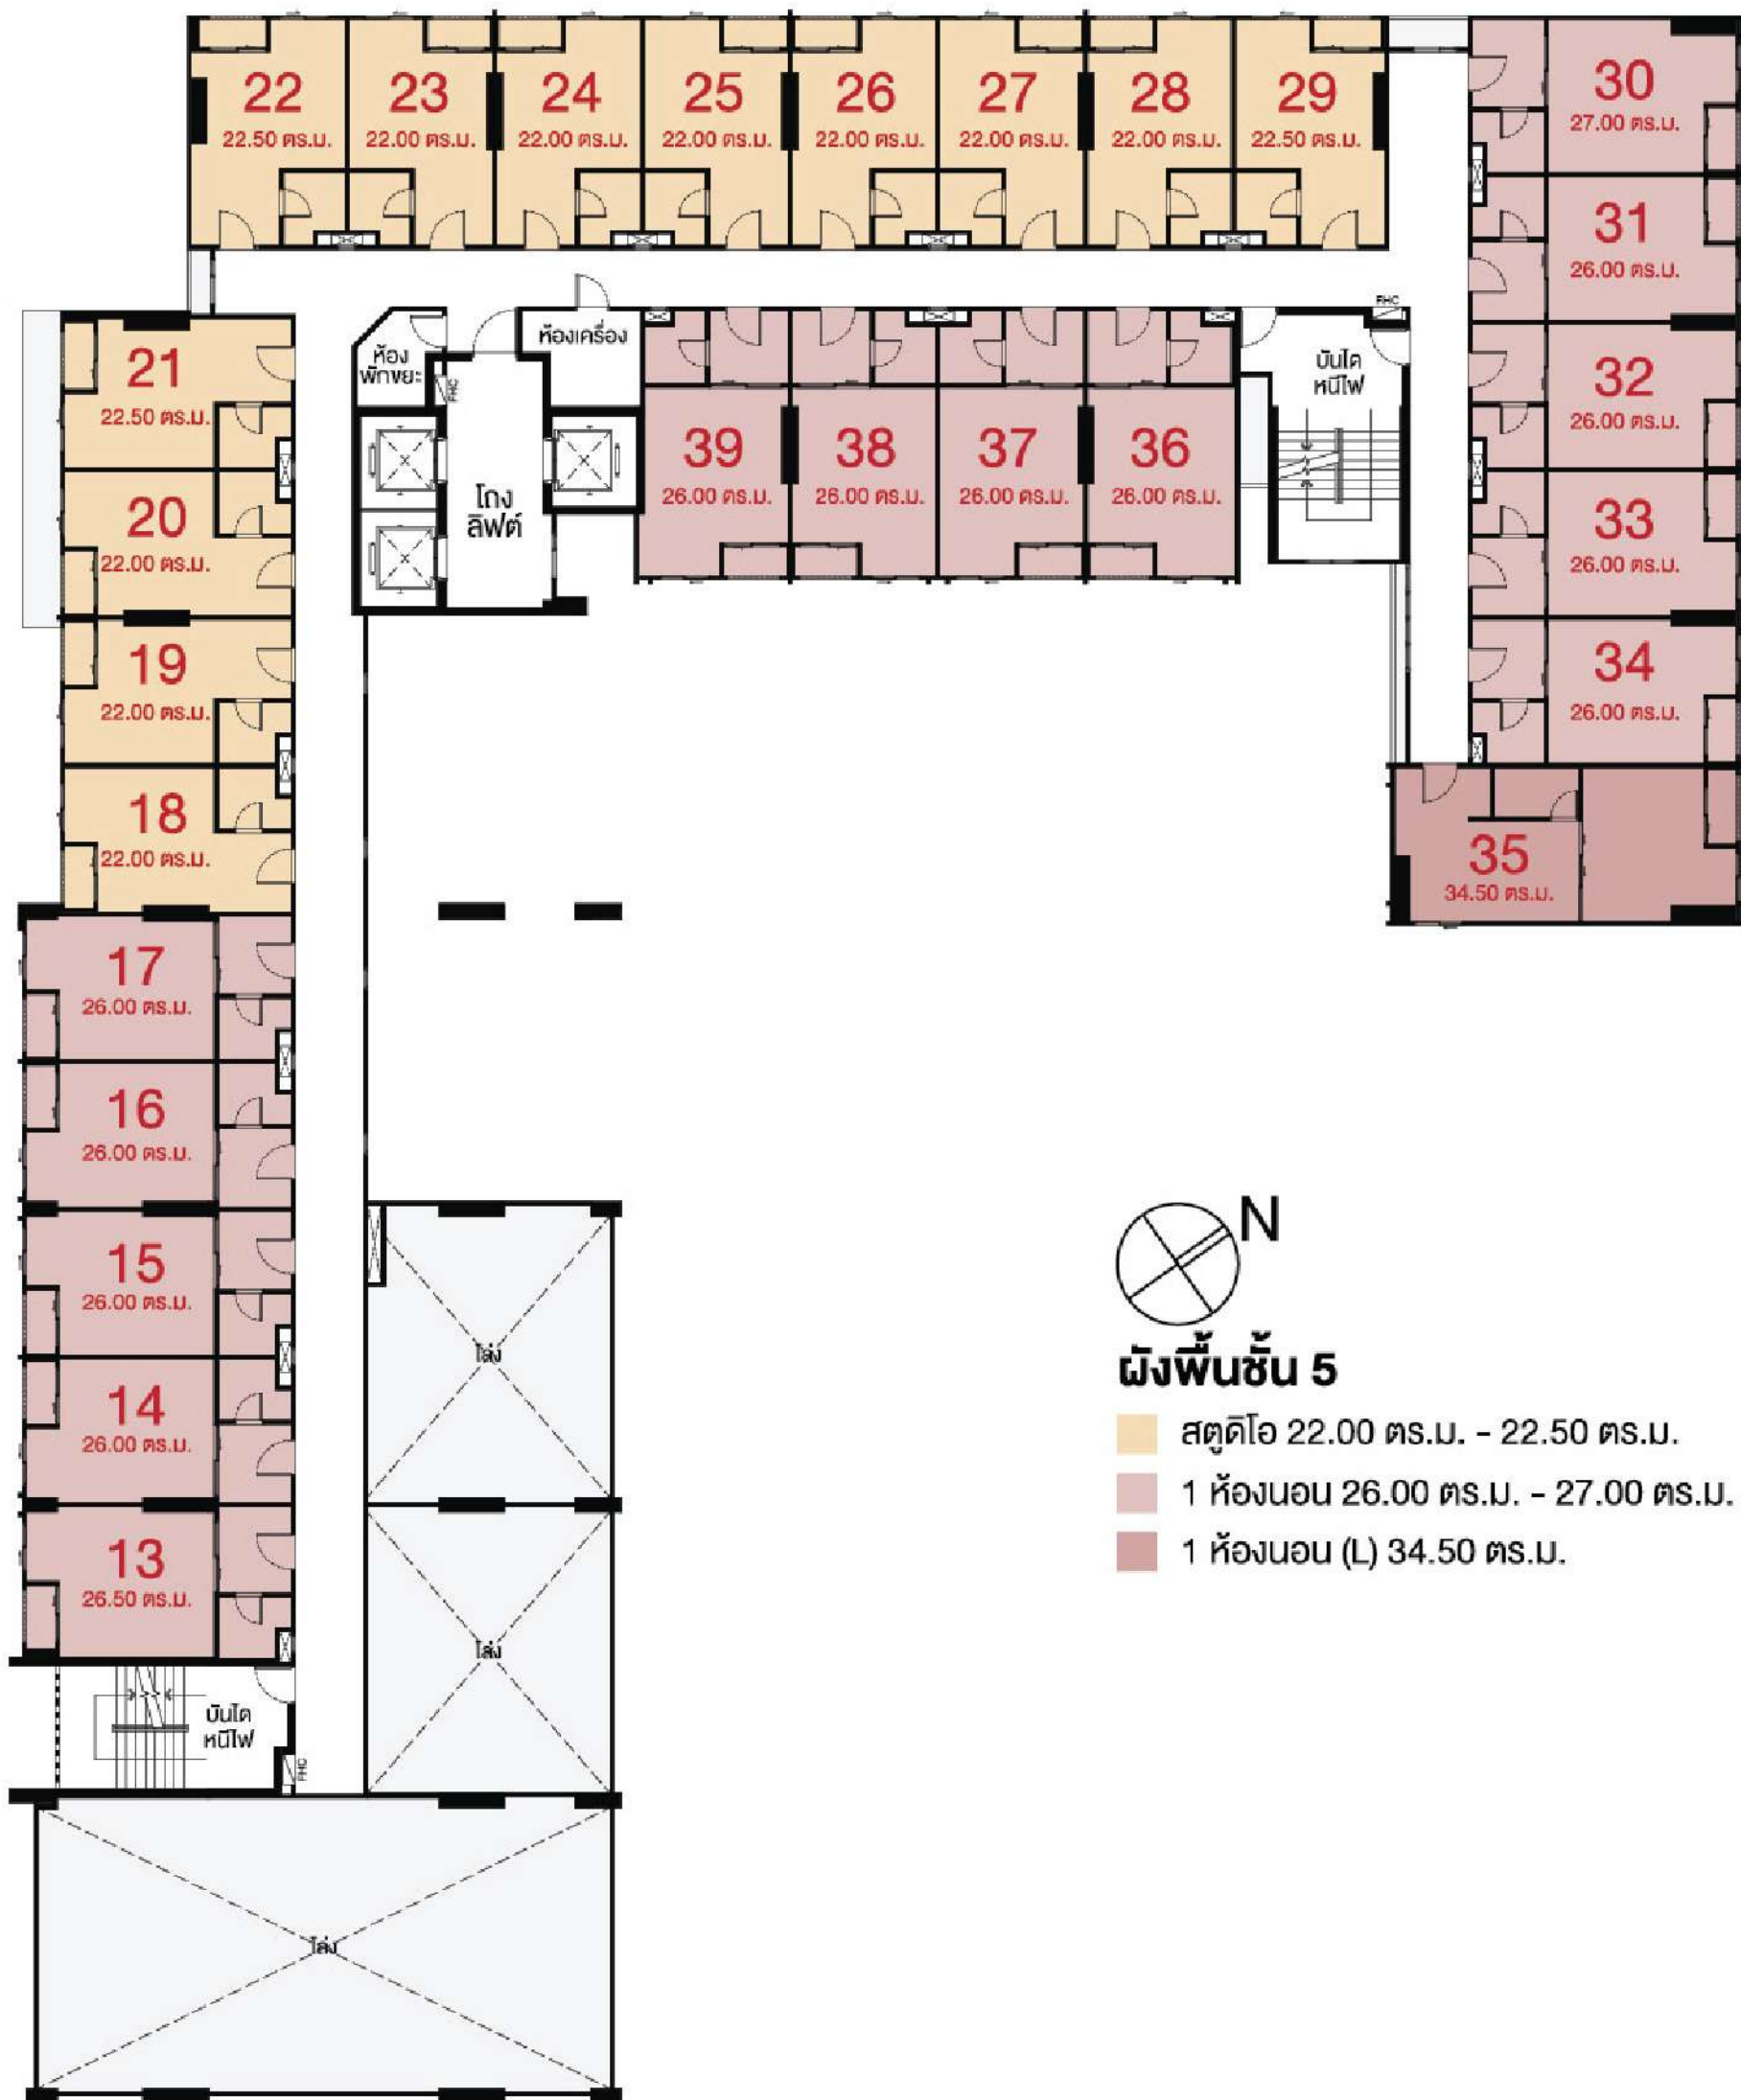 22
22.50 ตร.ม.
23
22.00 ตร.ม.
24
22.00 ตร.ม.
25
22.00 ตร.ม.
26
22.00 ตร.ม.
27
22.00 ตร.ม.
28
22.00 ตร.ม.
29
22.50 ตร.ม.
30
27.00 ตร.ม.
31
26.00 ตร.ม.
32
26.00 ตร.ม.
33
26.00 ตร.ม.
34
26.00 ตร.ม.
35
34.50 ตร.ม.
FHC
บันได
หนีไฟ
36
26.00 ตร.ม.
37
26.00 ตร.ม.
38
26.00 ตร.ม.
39
26.00 ตร.ม.
ห้องเครื่อง
ห้อง
พักขยะ
FHC
โถง
ลิฟต์
21
22.50 ตร.ม.
20
22.00 ตร.ม.
19
22.00 ตร.ม.
18
22.00 ตร.ม.
17
26.00 ตร.ม.
16
26.00 ตร.ม.
15
26.00 ตร.ม.
14
26.00 ตร.ม.
13
26.50 ตร.ม.
บันได
หนีไฟ
FHC
โล่ง
โล่ง
โล่ง
N
ผังพื้นชั้น 5
สตูดิโอ 22.00 ตร.ม. - 22.50 ตร.ม.
1 ห้องนอน 26.00 ตร.ม. - 27.00 ตร.ม.
1 ห้องนอน (L) 34.50 ตร.ม.